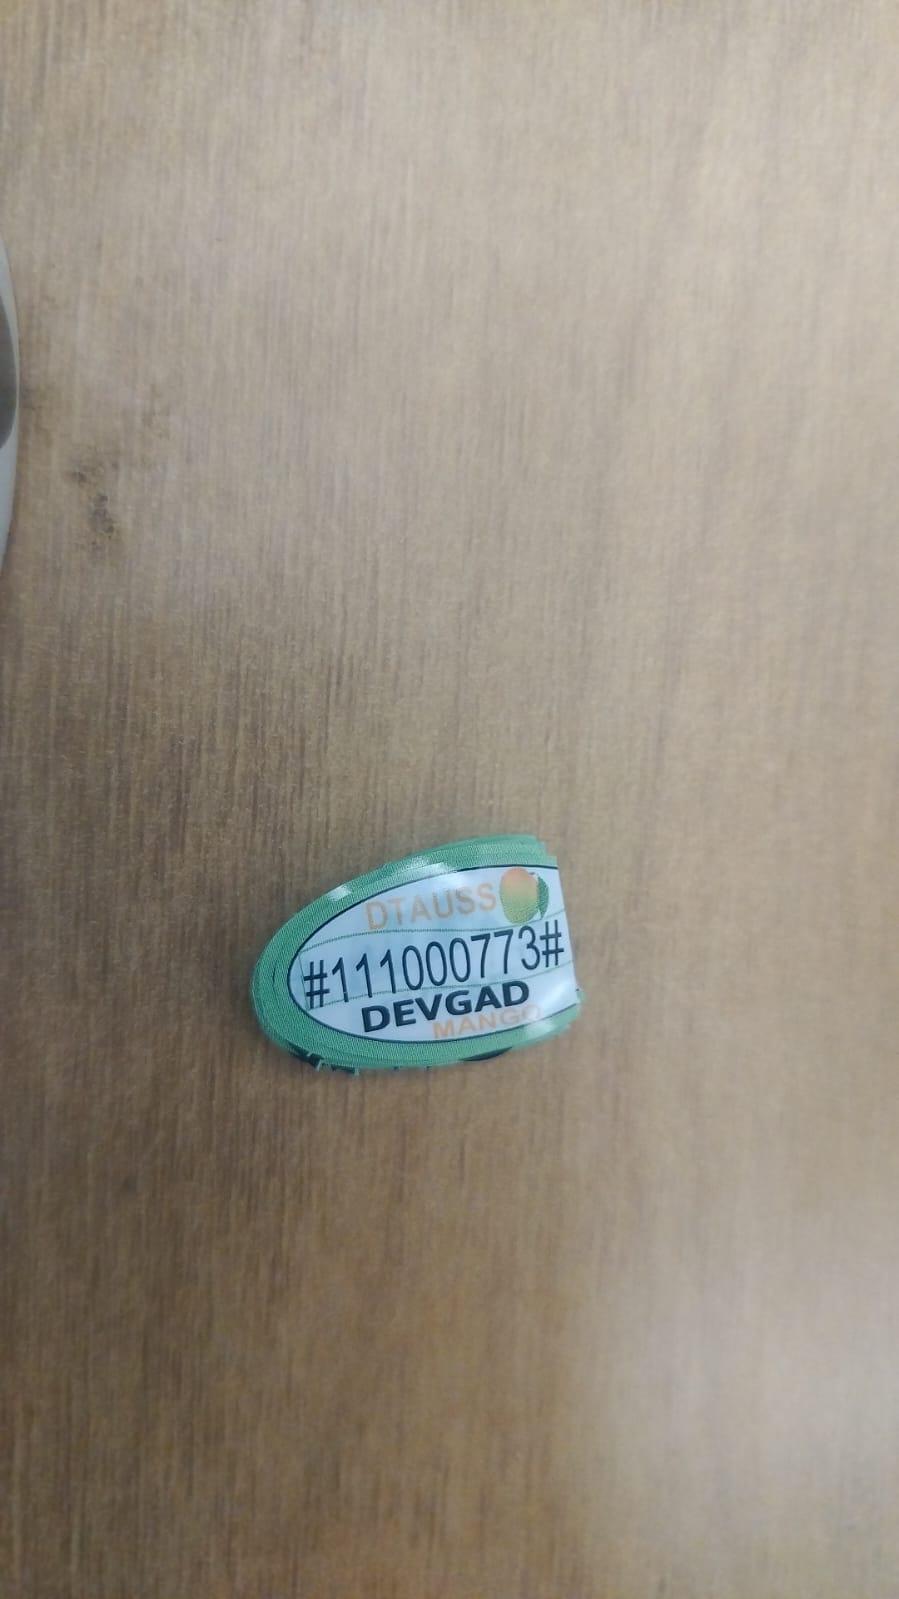 DTAUSS
#111000773#
DEVGAD
MANGO